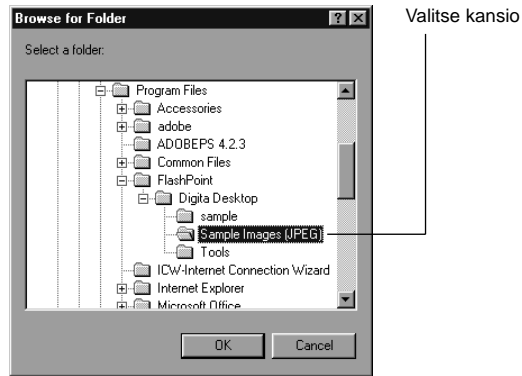 Browse for Folder
Valitse kansio
Select a folder:
Program Files
Accessories
adobe
ADOBEPS 4.2.3
Common Files
FlashPoint
Digita Desktop
sample
Sample Images (JPEG)
Tools
ICW-Internet Connection Wizard
Internet Explorer
Microsoft Office
OK Cancel